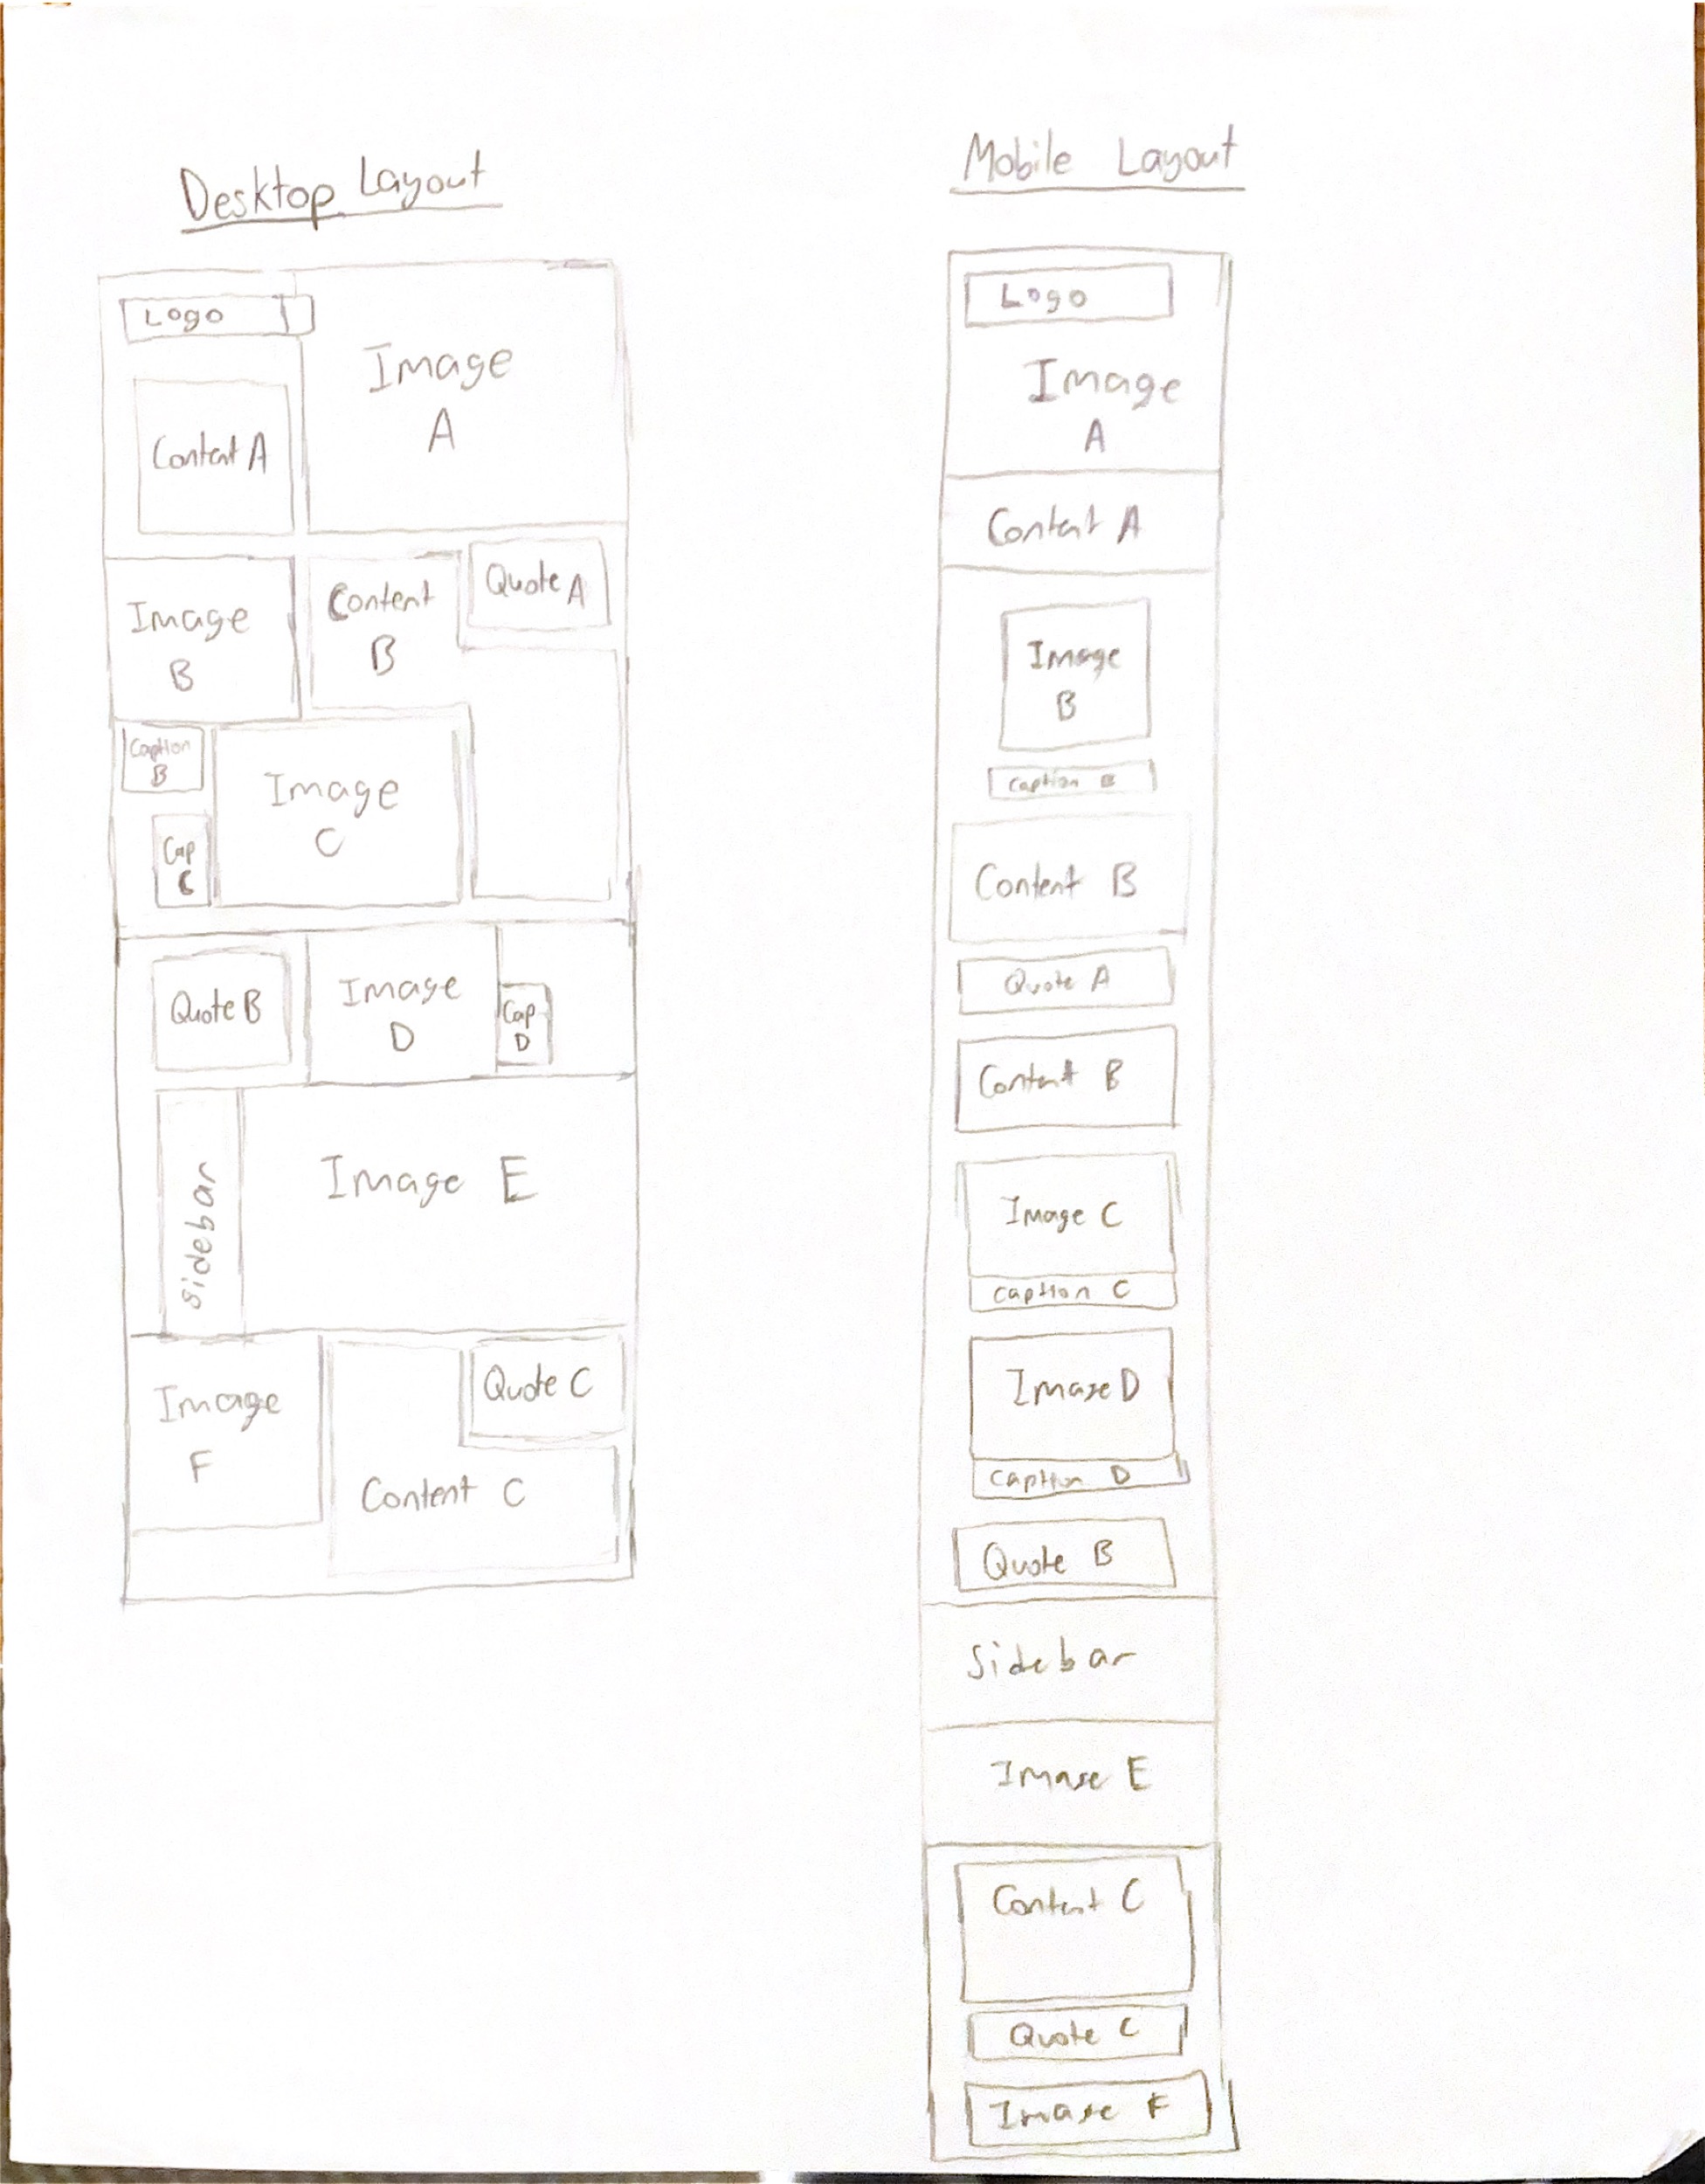 Desktop Layout
Logo
Image
A
Content A
Image
B
Content
B
Quote A
Caption
B
Image
C
Cap
C
Quote B
Image
D
Cap
D
Sidebar
Image E
Image
F
Quote C
Content C
Mobile Layout
Logo
Image
A
Content A
Image
B
Caption B
Content B
Quote A
Content B
Image C
Caption C
Image D
Caption D
Quote B
Sidebar
Image E
Content C
Quote C
Image F